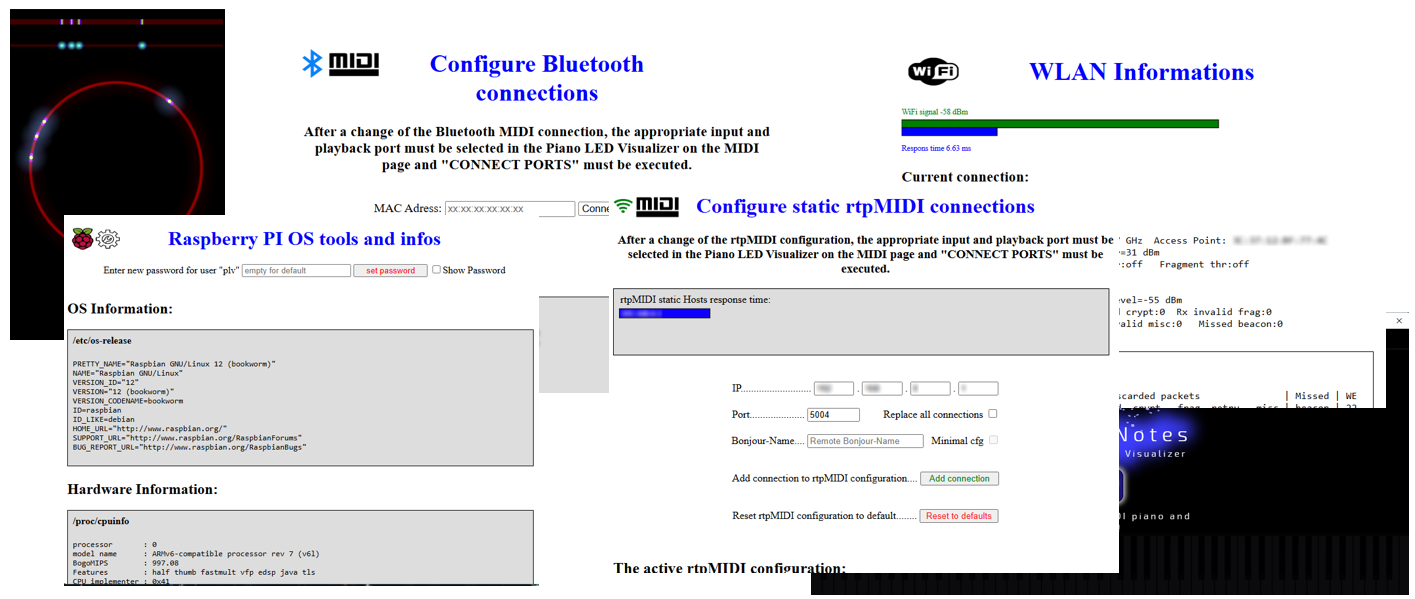 MIDI
Configure Bluetooth
connections
After a change of the Bluetooth MIDI connection, the appropriate input and
playback port must be selected in the Piano LED Visualizer on the MIDI
page and "CONNECT PORTS" must be executed.
MAC Adress: xx:xx:xx:xx:xx:xx Conne
WiFi
WLAN Informations
WiFi signal -58 dBm
Respons time 6.63 ms
Current connection:
GHz Access Point:
=31 dBm
:off Fragment thr:off
vel=-55 dBm
crypt:0 Rx invalid frag:0
alid misc:0 Missed beacon:0
scarded packets | Missed | WE
Raspberry PI OS tools and infos
Enter new password for user "plv" empty for default set password Show Password
OS Information:
/etc/os-release
PRETTY_NAME="Raspbian GNU/Linux 12 (bookworm)"
NAME="Raspbian GNU/Linux"
VERSION_ID="12"
VERSION="12 (bookworm)"
VERSION_CODENAME=bookworm
ID=raspbian
ID_LIKE=debian
HOME_URL="http://www.raspbian.org/"
SUPPORT_URL="http://www.raspbian.org/RaspbianForums"
BUG_REPORT_URL="http://www.raspbian.org/RaspbianBugs"
Hardware Information:
/proc/cpuinfo
processor : 0
model name : ARMv6-compatible processor rev 7 (v6l)
BogoMIPS : 997.08
Features : half thumb fastmult vfp edsp java tls
CPU implementer : 0x41
MIDI
Configure static rtpMIDI connections
After a change of the rtpMIDI configuration, the appropriate input and playback port must be
selected in the Piano LED Visualizer on the MIDI page and "CONNECT PORTS" must be
executed.
rtpMIDI static Hosts response time:
IP.......................... . . .
Port.................... 5004 Replace all connections
Bonjour-Name.... Remote Bonjour-Name Minimal cfg
Add connection to rtpMIDI configuration.... Add connection
Reset rtpMIDI configuration to default........ Reset to defaults
The active rtpMIDI configuration:
Notes
Visualizer
DI piano and